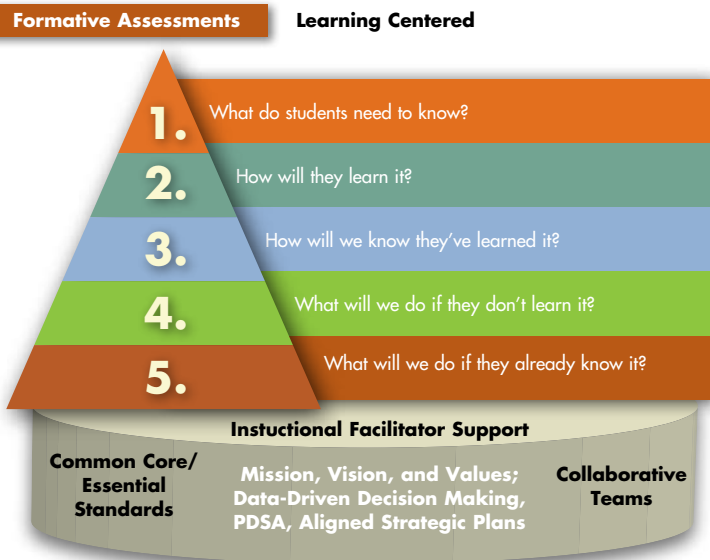 Formative Assessments
Learning Centered
1.
What do students need to know?
2.
How will they learn it?
3.
How will we know they’ve learned it?
4.
What will we do if they don’t learn it?
5.
What will we do if they already know it?
Instuctional Facilitator Support
Common Core/
Essential
Standards
Mission, Vision, and Values;
Data-Driven Decision Making,
PDSA, Aligned Strategic Plans
Collaborative
Teams